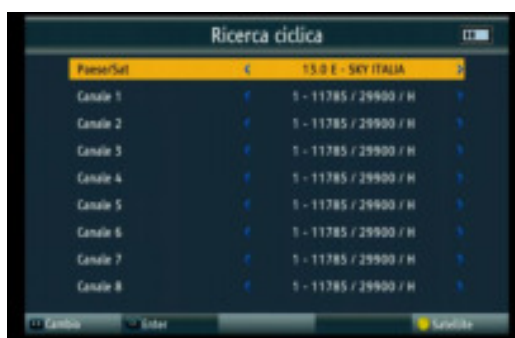 Ricerca ciclica
Paese/Sat 13.0 E - SKY ITALIA
Canale 1 1 - 11785 / 29900 / H
Canale 2 1 - 11785 / 29900 / H
Canale 3 1 - 11785 / 29900 / H
Canale 4 1 - 11785 / 29900 / H
Canale 5 1 - 11785 / 29900 / H
Canale 6 1 - 11785 / 29900 / H
Canale 7 1 - 11785 / 29900 / H
Canale 8 1 - 11785 / 29900 / H
Cambio Enter Satellite